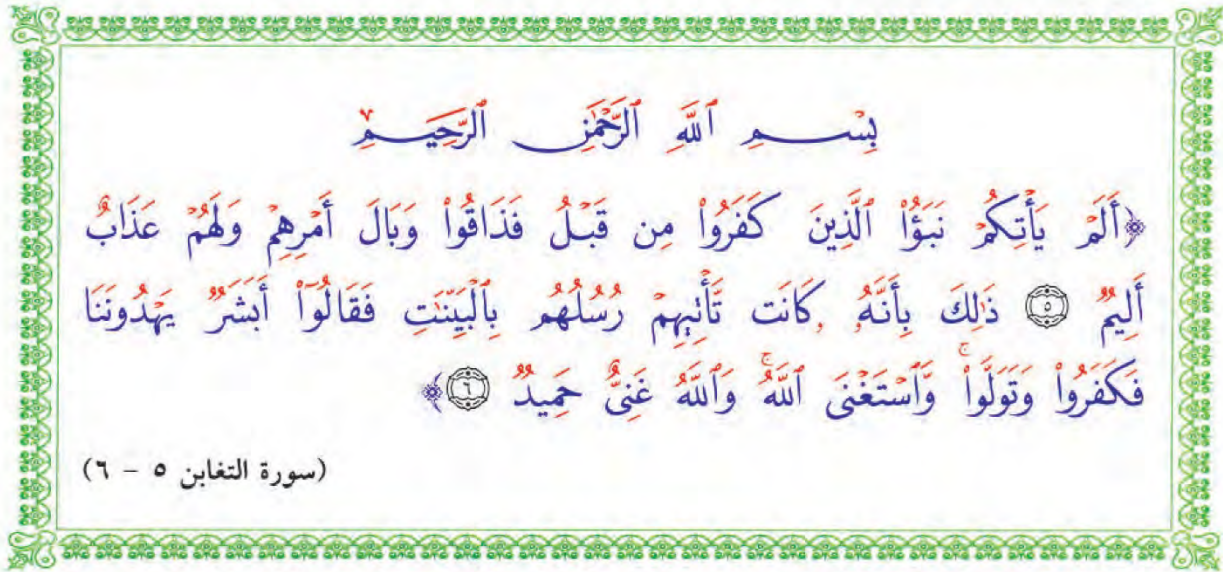 بِسْمِ ٱللَّهِ ٱلرَّحْمَٰنِ ٱلرَّحِيمِ
﴿أَلَمْ يَأْتِكُمْ نَبَؤُا۟ ٱلَّذِينَ كَفَرُوا۟ مِن قَبْلُ فَذَاقُوا۟ وَبَالَ أَمْرِهِمْ وَلَهُمْ عَذَابٌ
أَلِيمٌ ٥ ذَٰلِكَ بِأَنَّهُۥ كَانَت تَّأْتِيهِمْ رُسُلُهُم بِٱلْبَيِّنَٰتِ فَقَالُوٓا۟ أَبَشَرٌ يَهْدُونَنَا
فَكَفَرُوا۟ وَتَوَلَّوا۟ۚ وَّٱسْتَغْنَى ٱللَّهُۚ وَٱللَّهُ غَنِىٌّ حَمِيدٌ ٦﴾
(سورة التغابن ٥ - ٦)